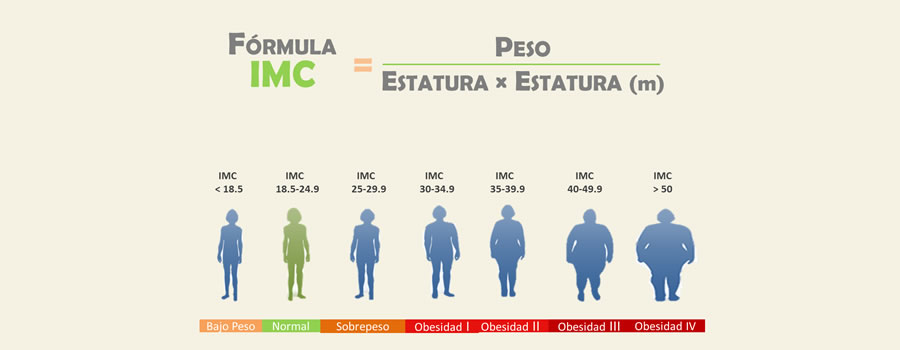 FÓRMULA
IMC
=
PESO
ESTATURA × ESTATURA (m)
IMC
< 18.5
IMC
18.5-24.9
IMC
25-29.9
IMC
30-34.9
IMC
35-39.9
IMC
40-49.9
IMC
> 50
Bajo Peso
Normal
Sobrepeso
Obesidad I
Obesidad II
Obesidad III
Obesidad IV